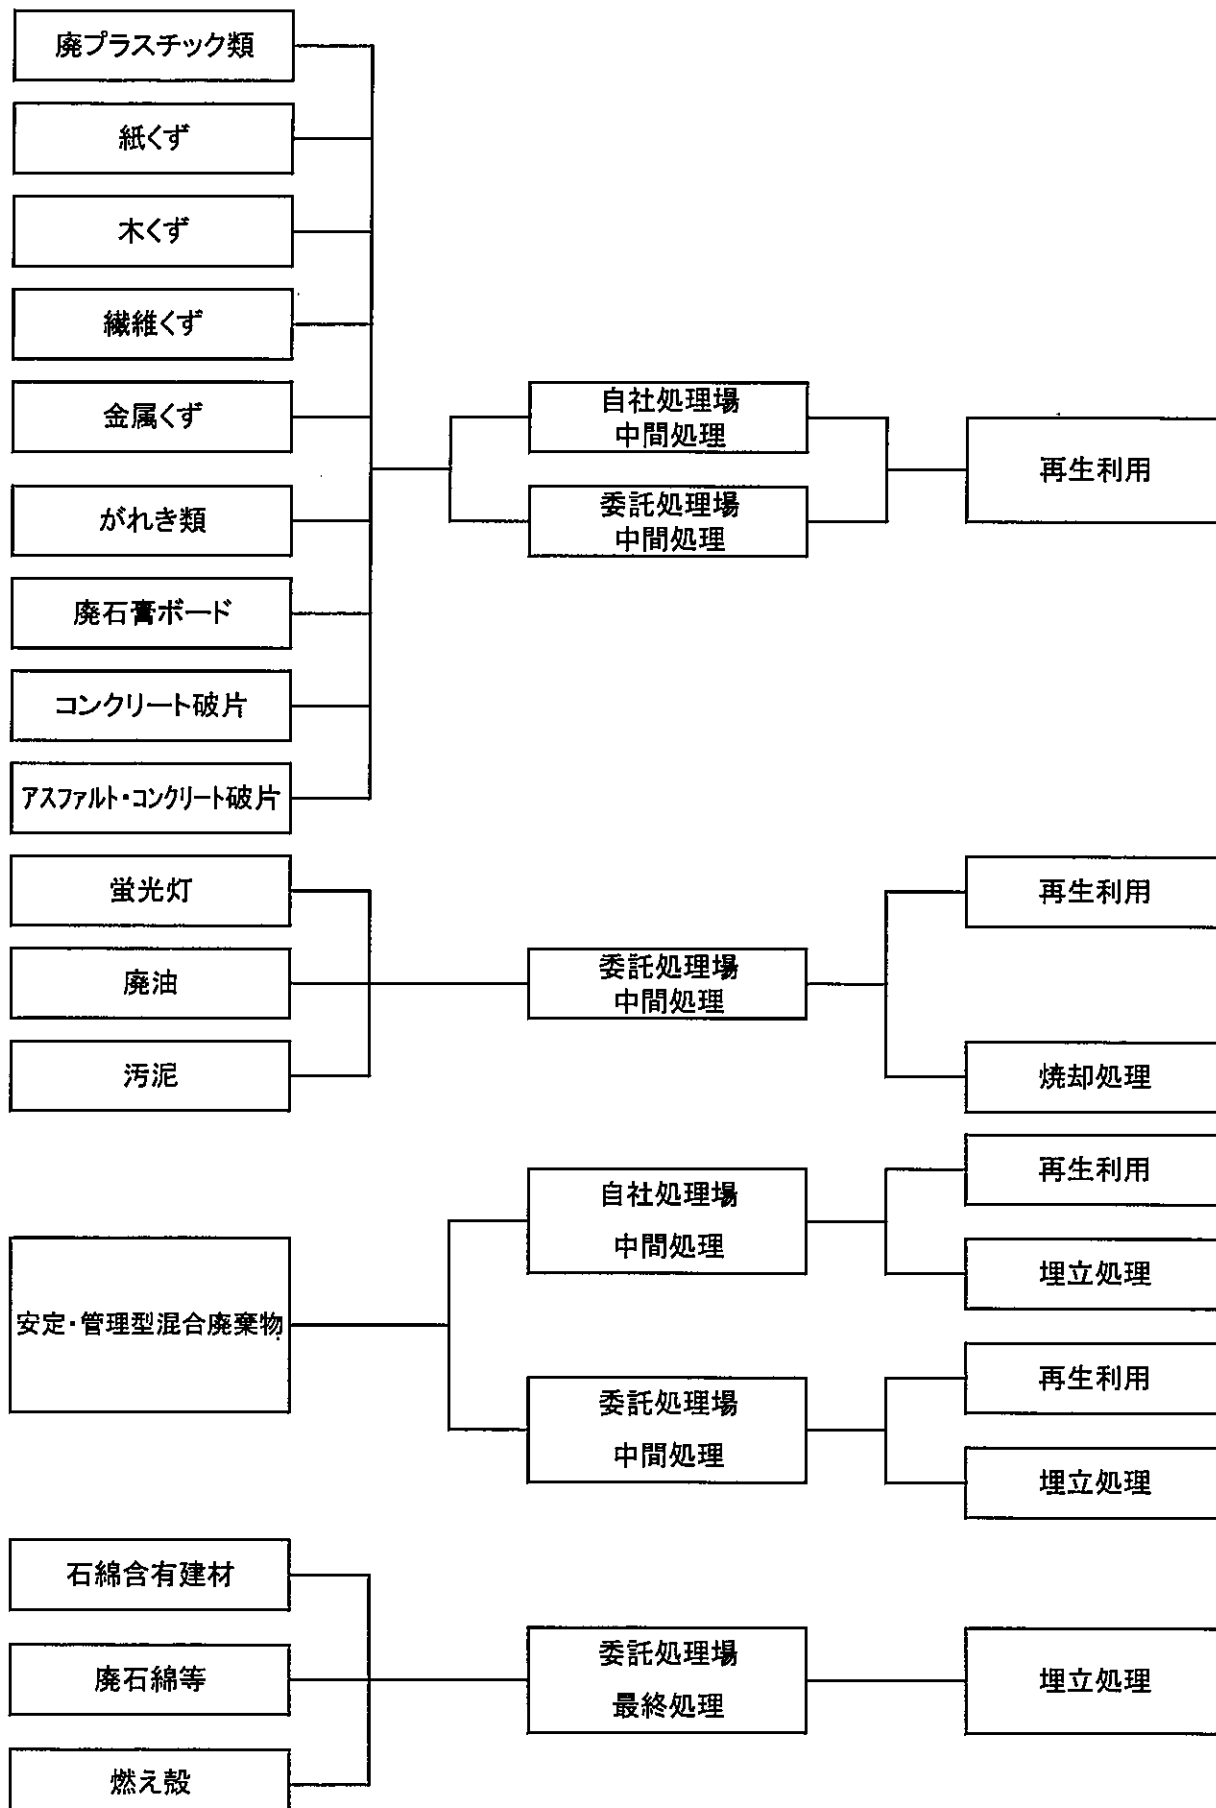 廃プラスチック類
紙くず
木くず
繊維くず
金属くず
がれき類
廃石膏ボード
コンクリート破片
アスファルト・コンクリート破片
自社処理場
中間処理
委託処理場
中間処理
再生利用
蛍光灯
廃油
汚泥
委託処理場
中間処理
再生利用
焼却処理
安定・管理型混合廃棄物
自社処理場
中間処理
再生利用
埋立処理
委託処理場
中間処理
再生利用
埋立処理
石綿含有建材
廃石綿等
燃え殻
委託処理場
最終処理
埋立処理